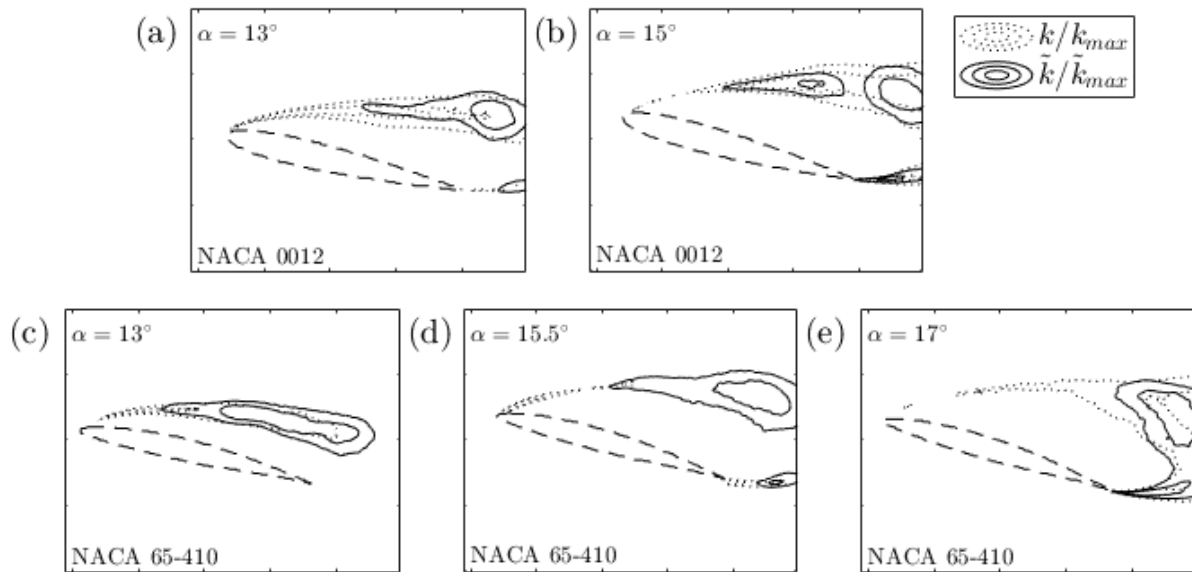 (a) α = 13°
NACA 0012
(b) α = 15°
NACA 0012
k/k_max
k̃/k̃_max
(c) α = 13°
NACA 65-410
(d) α = 15.5°
NACA 65-410
(e) α = 17°
NACA 65-410